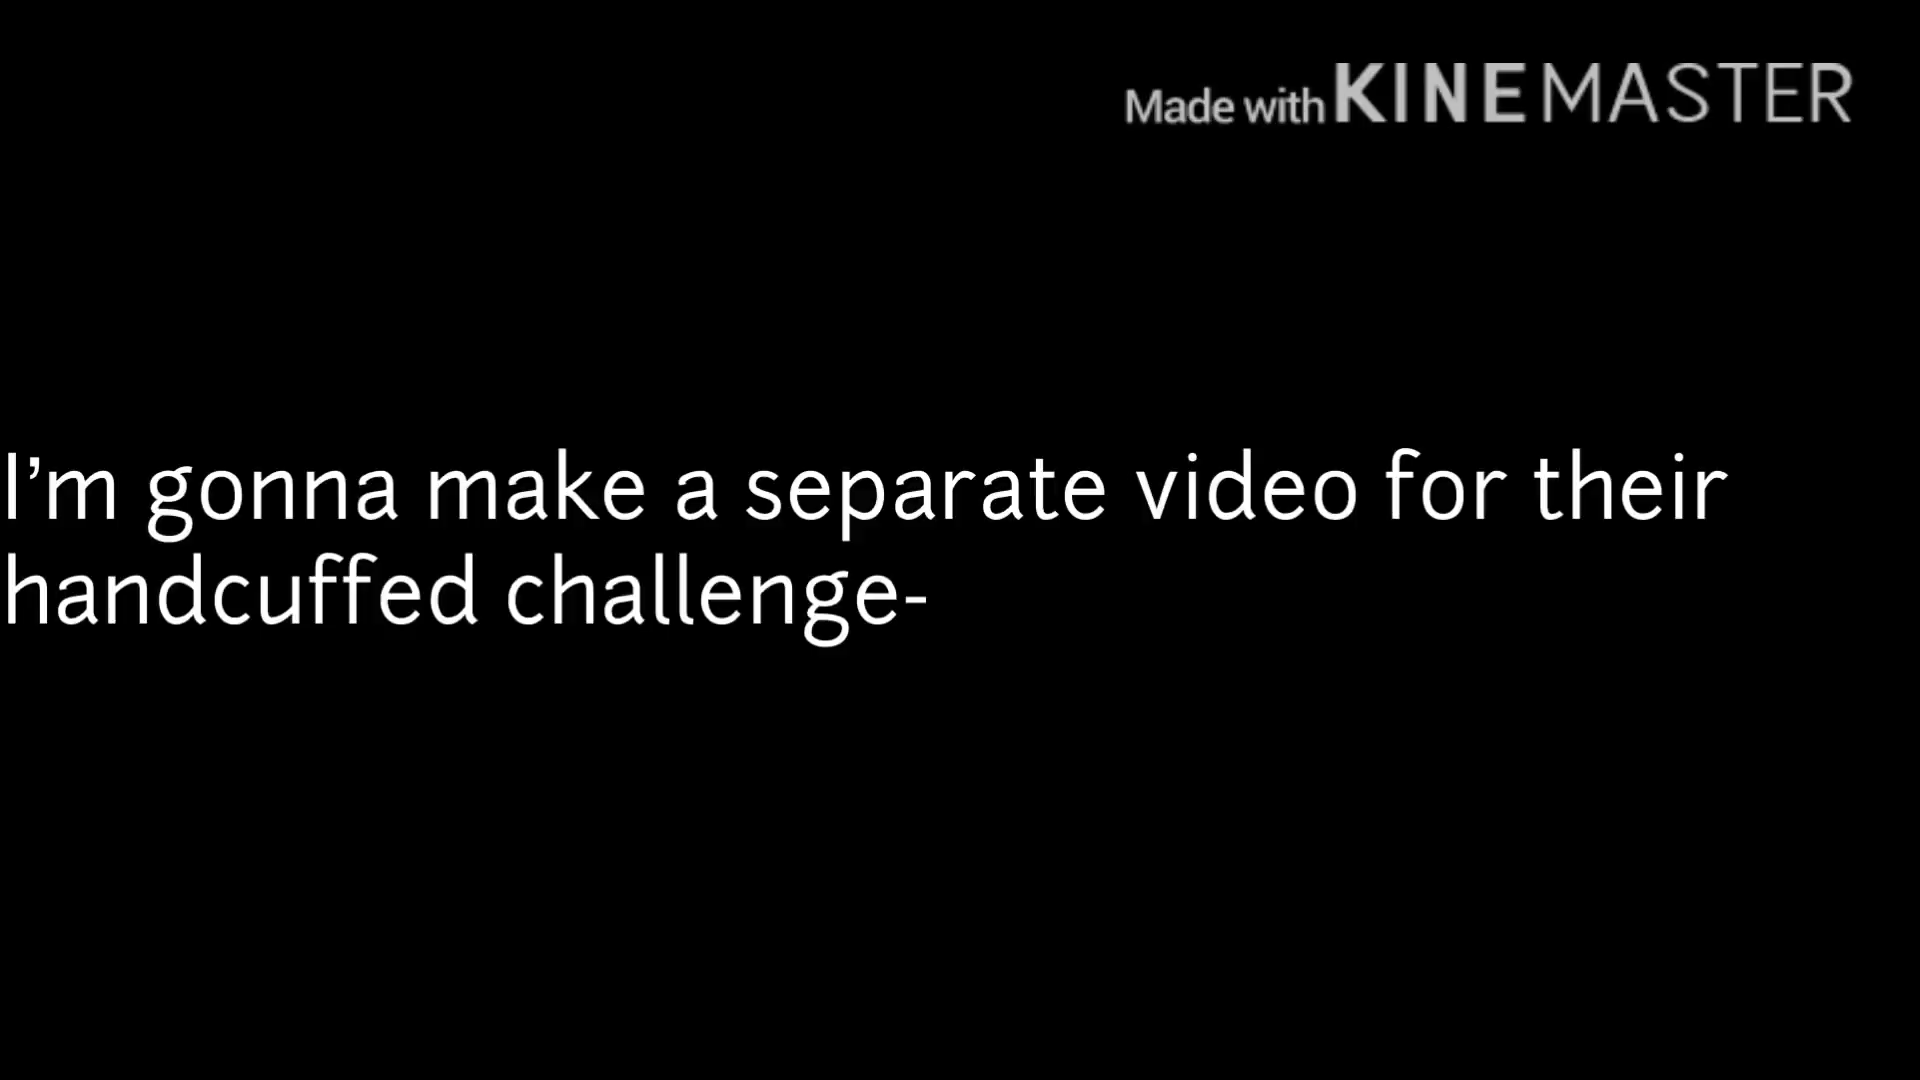 Made with KINEMASTER
I'm gonna make a separate video for their
handcuffed challenge-